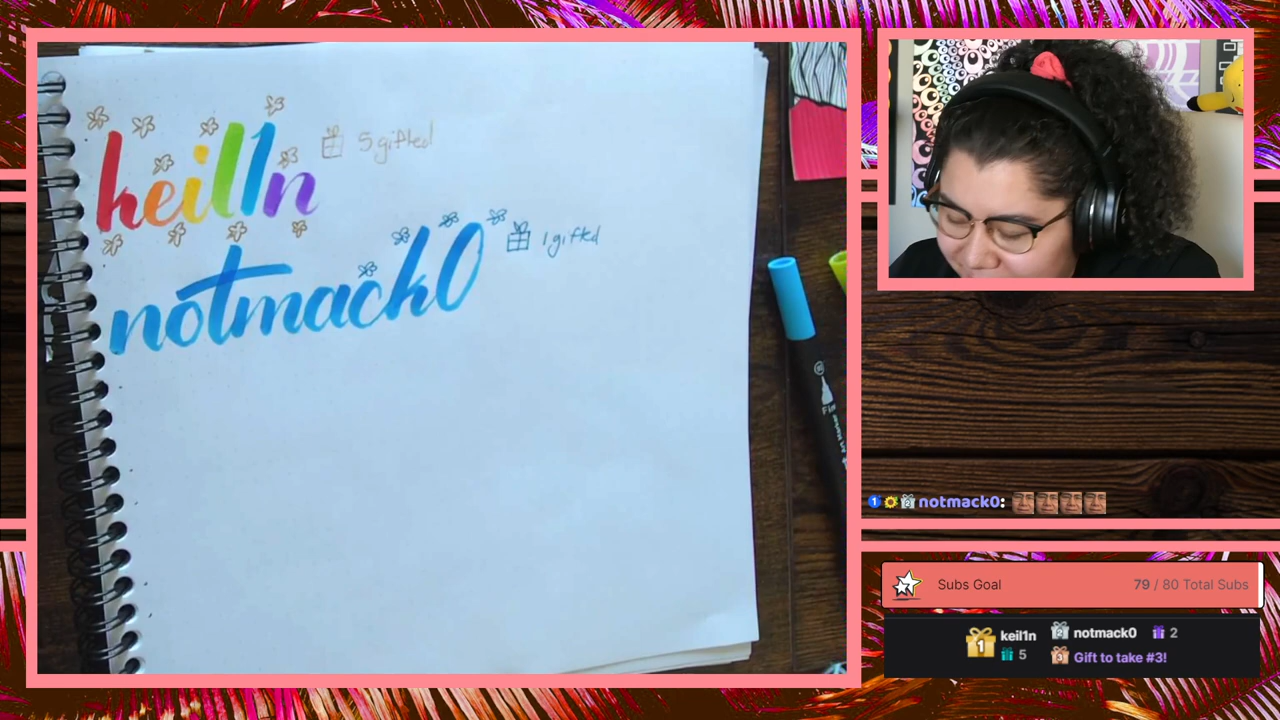 keil1n 5 gifted
notmack0 1 gifted
notmack0:
Subs Goal 79 / 80 Total Subs
keil1n 5
notmack0 2
Gift to take #3!